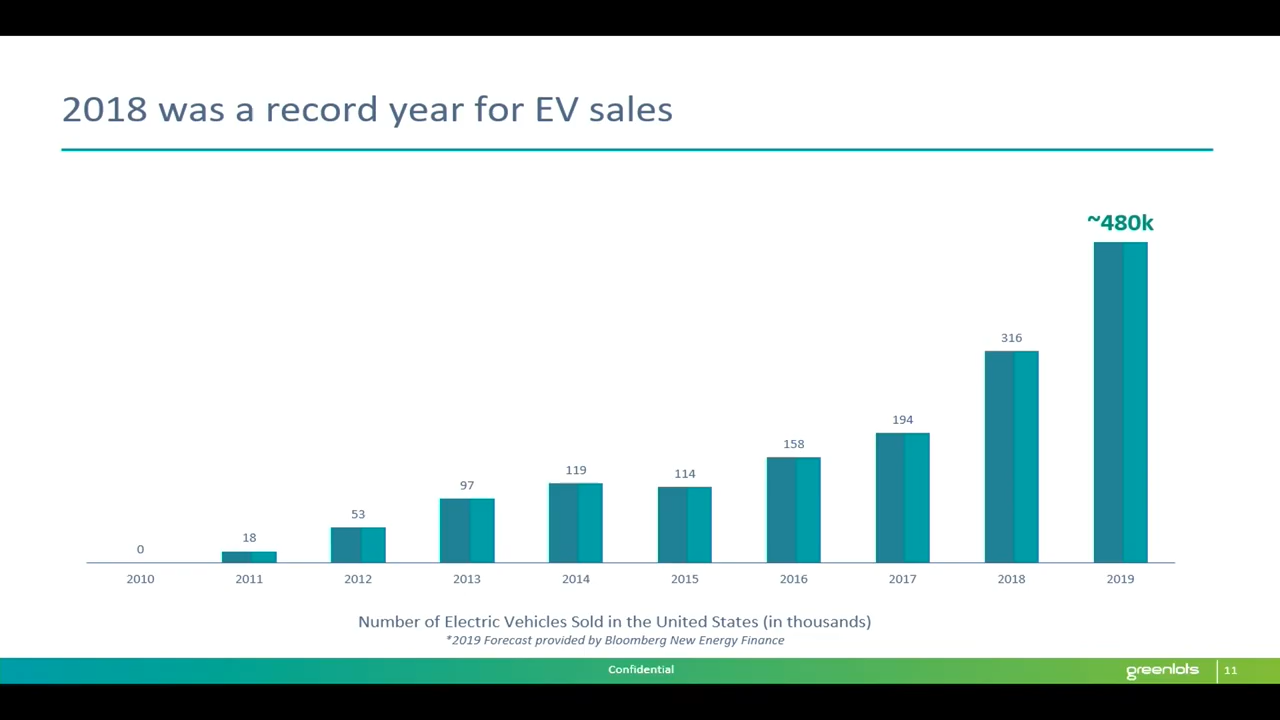 2018 was a record year for EV sales
~480k
316
194
158
119
114
97
53
18
0
2010 2011 2012 2013 2014 2015 2016 2017 2018 2019
Number of Electric Vehicles Sold in the United States (in thousands)
*2019 Forecast provided by Bloomberg New Energy Finance
Confidential
greenlots 11